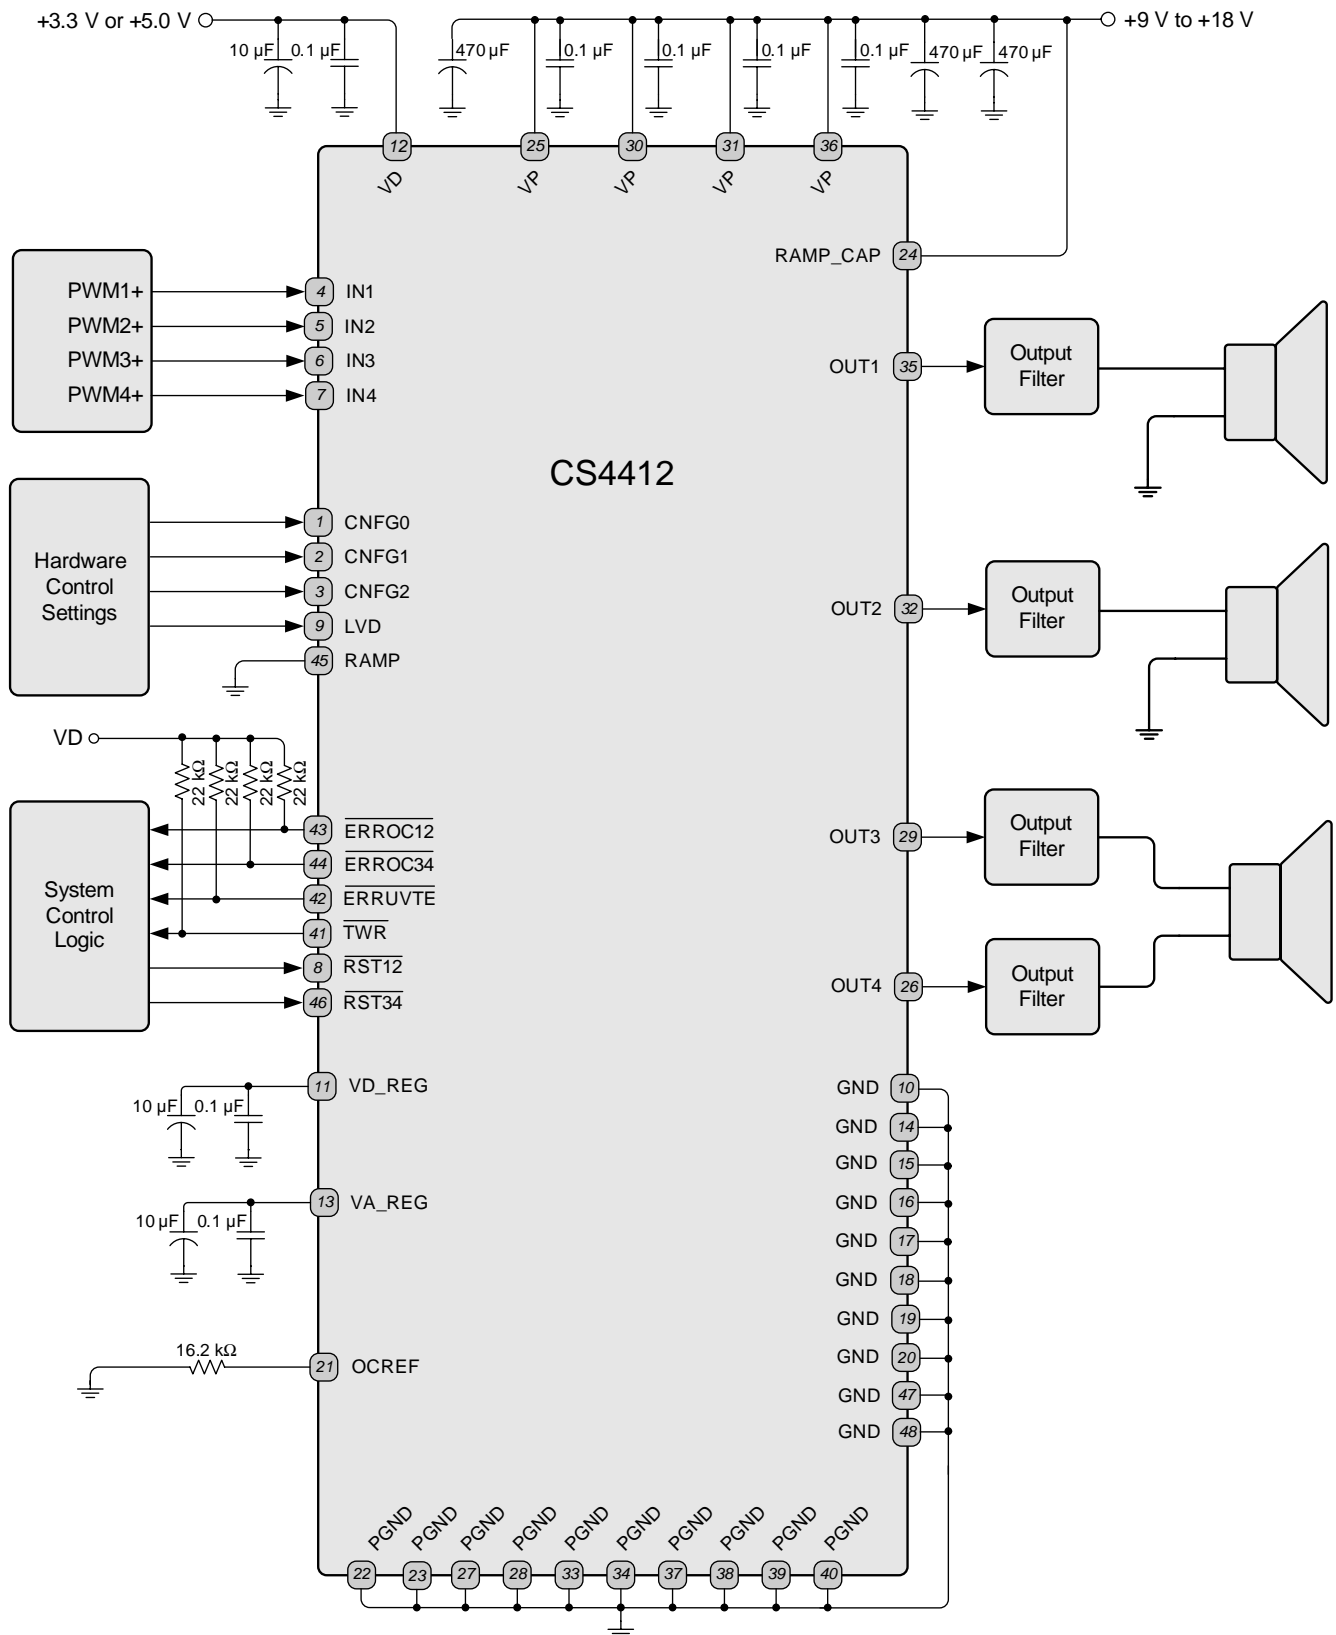 +3.3 V or +5.0 V
+9 V to +18 V
10 µF
0.1 µF
470 µF
0.1 µF
0.1 µF
0.1 µF
0.1 µF
470 µF
470 µF
12
25
30
31
36
VD
VP
VP
VP
VP
RAMP_CAP
24
PWM1+
4
IN1
PWM2+
5
IN2
PWM3+
6
IN3
PWM4+
7
IN4
OUT1
35
Output
Filter
CS4412
Hardware
Control
Settings
1
CNFG0
2
CNFG1
3
CNFG2
9
LVD
45
RAMP
OUT2
32
Output
Filter
VD
22 kΩ
22 kΩ
22 kΩ
22 kΩ
System
Control
Logic
43
ERROC12
44
ERROC34
42
ERRUVTE
41
TWR
8
RST12
46
RST34
OUT3
29
Output
Filter
OUT4
26
Output
Filter
11
VD_REG
10 µF
0.1 µF
13
VA_REG
10 µF
0.1 µF
16.2 kΩ
21
OCREF
GND
10
GND
14
GND
15
GND
16
GND
17
GND
18
GND
19
GND
20
GND
47
GND
48
PGND
PGND
PGND
PGND
PGND
PGND
PGND
PGND
PGND
PGND
22
23
27
28
33
34
37
38
39
40